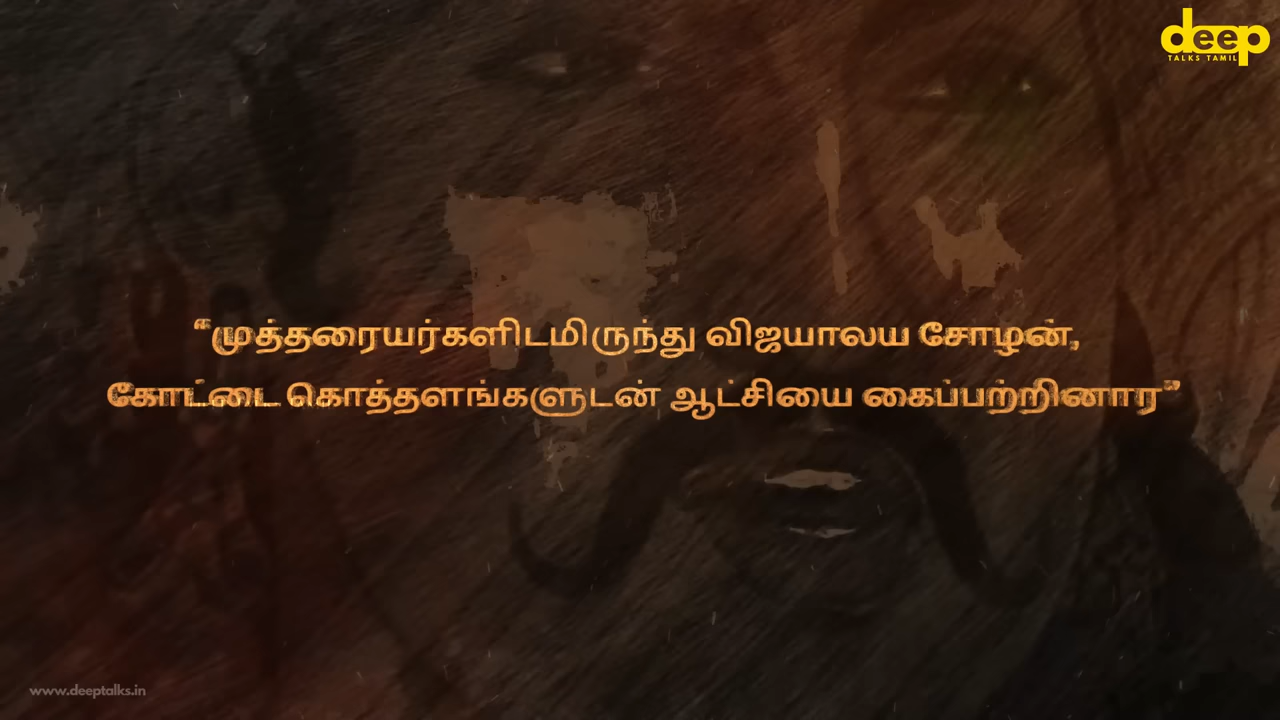 deep
TALKS TAMIL
“முத்தரையர்களிடமிருந்து விஜயாலய சோழன்,
கோட்டை கொத்தளங்களுடன் ஆட்சியை கைப்பற்றினார”
www.deeptalks.in